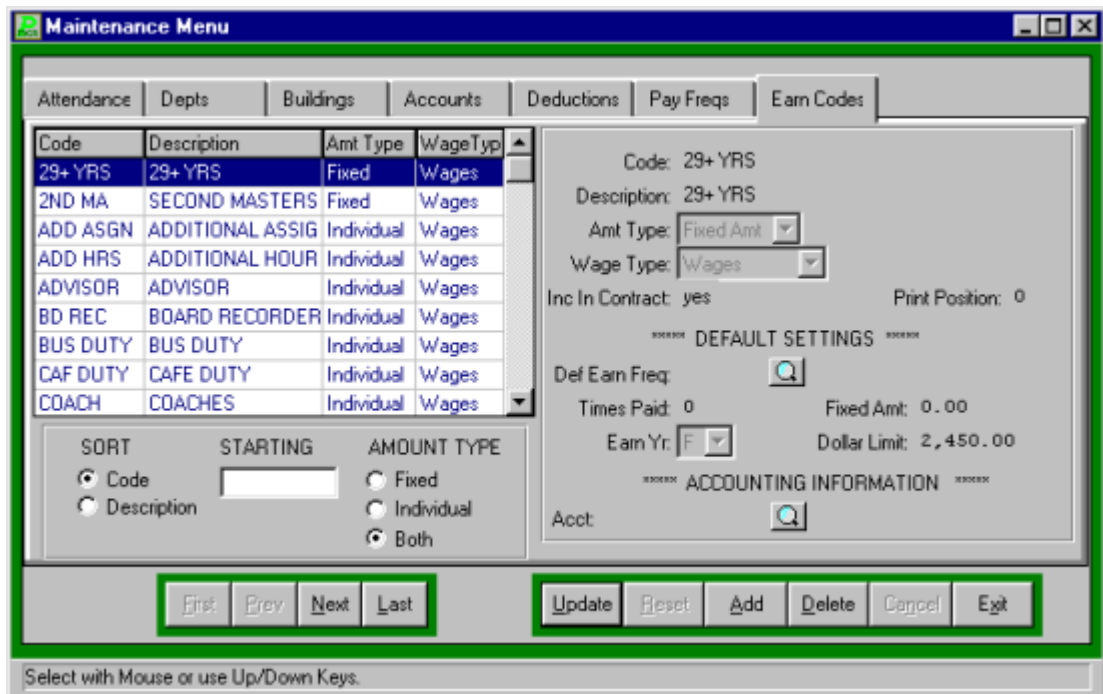 Maintenance Menu
Attendance Depts Buildings Accounts Deductions Pay Freqs Earn Codes
Code Description Amt Type WageTyp
29+ YRS 29+ YRS Fixed Wages
2ND MA SECOND MASTERS Fixed Wages
ADD ASGN ADDITIONAL ASSIG Individual Wages
ADD HRS ADDITIONAL HOUR Individual Wages
ADVISOR ADVISOR Individual Wages
BD REC BOARD RECORDER Individual Wages
BUS DUTY BUS DUTY Individual Wages
CAF DUTY CAFE DUTY Individual Wages
COACH COACHES Individual Wages
SORT STARTING AMOUNT TYPE
Code Fixed
Description Individual
Both
Code: 29+ YRS
Description: 29+ YRS
Amt Type: Fixed Amt
Wage Type: Wages
Inc In Contract: yes Print Position: 0
***** DEFAULT SETTINGS *****
Def Earn Freq:
Times Paid: 0 Fixed Amt: 0.00
Earn Yr: F Dollar Limit: 2,450.00
***** ACCOUNTING INFORMATION *****
Acct:
First Prev Next Last Update Reset Add Delete Cancel Exit
Select with Mouse or use Up/Down Keys.